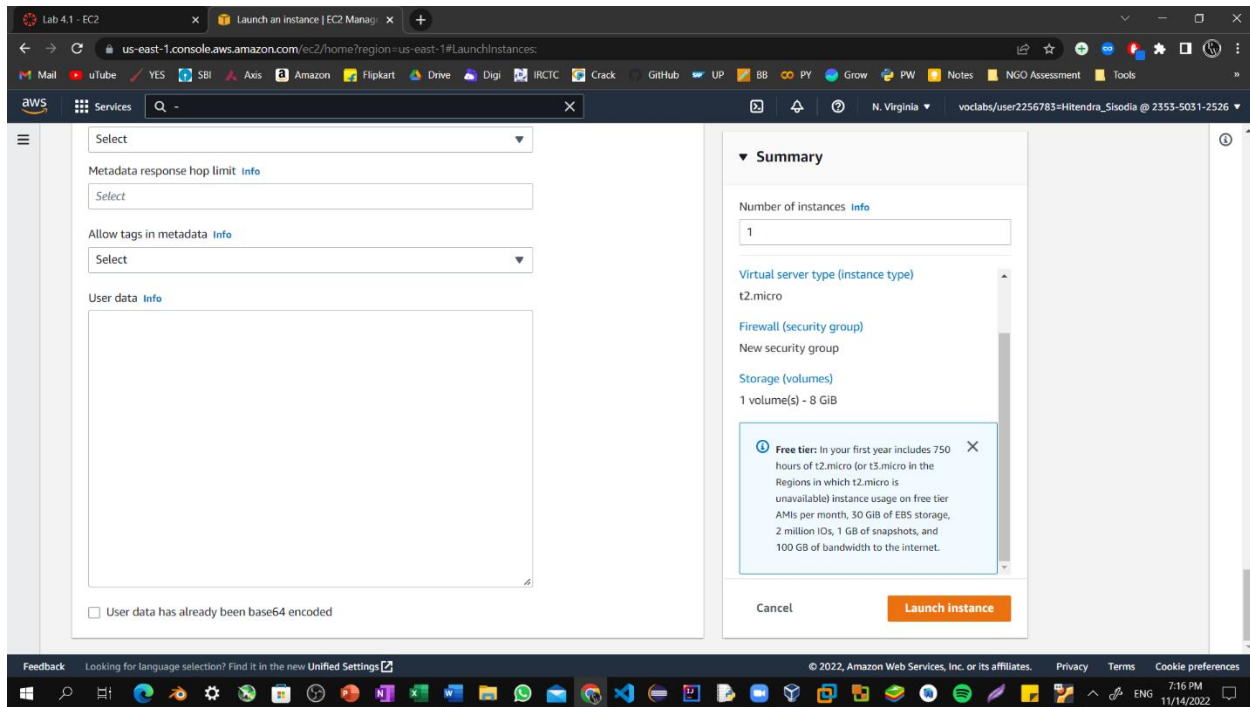 Lab 4.1 - EC2
Launch an instance | EC2 Manag
us-east-1.console.aws.amazon.com/ec2/home?region=us-east-1#LaunchInstances:
Mail uTube YES SBI Axis Amazon Flipkart Drive Digi IRCTC Crack GitHub UP BB PY Grow PW Notes NGO Assessment Tools »
aws Services - N. Virginia voclabs/user2256783=Hitendra_Sisodia @ 2353-5031-2526
Select
Metadata response hop limit Info
Select
Allow tags in metadata Info
Select
User data Info
User data has already been base64 encoded
Summary
Number of instances Info
1
Virtual server type (instance type)
t2.micro
Firewall (security group)
New security group
Storage (volumes)
1 volume(s) - 8 GiB
Free tier: In your first year includes 750
hours of t2.micro (or t3.micro in the
Regions in which t2.micro is
unavailable) instance usage on free tier
AMIs per month, 30 GiB of EBS storage,
2 million IOs, 1 GB of snapshots, and
100 GB of bandwidth to the internet.
Cancel Launch instance
Feedback Looking for language selection? Find it in the new Unified Settings © 2022, Amazon Web Services, Inc. or its affiliates. Privacy Terms Cookie preferences
ENG 7:16 PM
11/14/2022